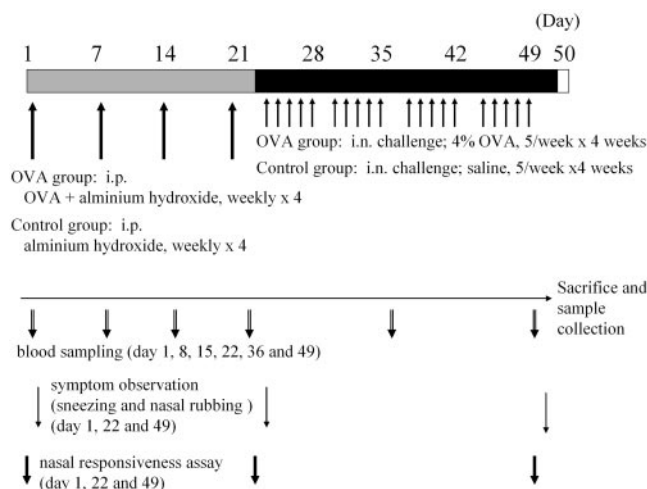 (Day)
1 7 14 21 28 35 42 49 50
OVA group: i.n. challenge; 4% OVA, 5/week x 4 weeks
Control group: i.n. challenge; saline, 5/week x4 weeks
OVA group: i.p.
OVA + alminium hydroxide, weekly x 4
Control group: i.p.
alminium hydroxide, weekly x 4
Sacrifice and
sample
collection
blood sampling (day 1, 8, 15, 22, 36 and 49)
symptom observation
(sneezing and nasal rubbing )
(day 1, 22 and 49)
nasal responsiveness assay
(day 1, 22 and 49)